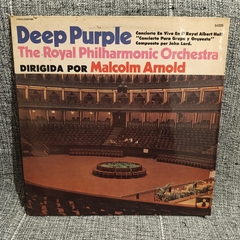 Deep Purple
The Royal Philharmonic Orchestra
DIRIGIDA POR Malcolm Arnold
Concierto En Vivo En El Royal Albert Hall
"Concierto Para Grupo y Orquesta"
Compuesto por John Lord.